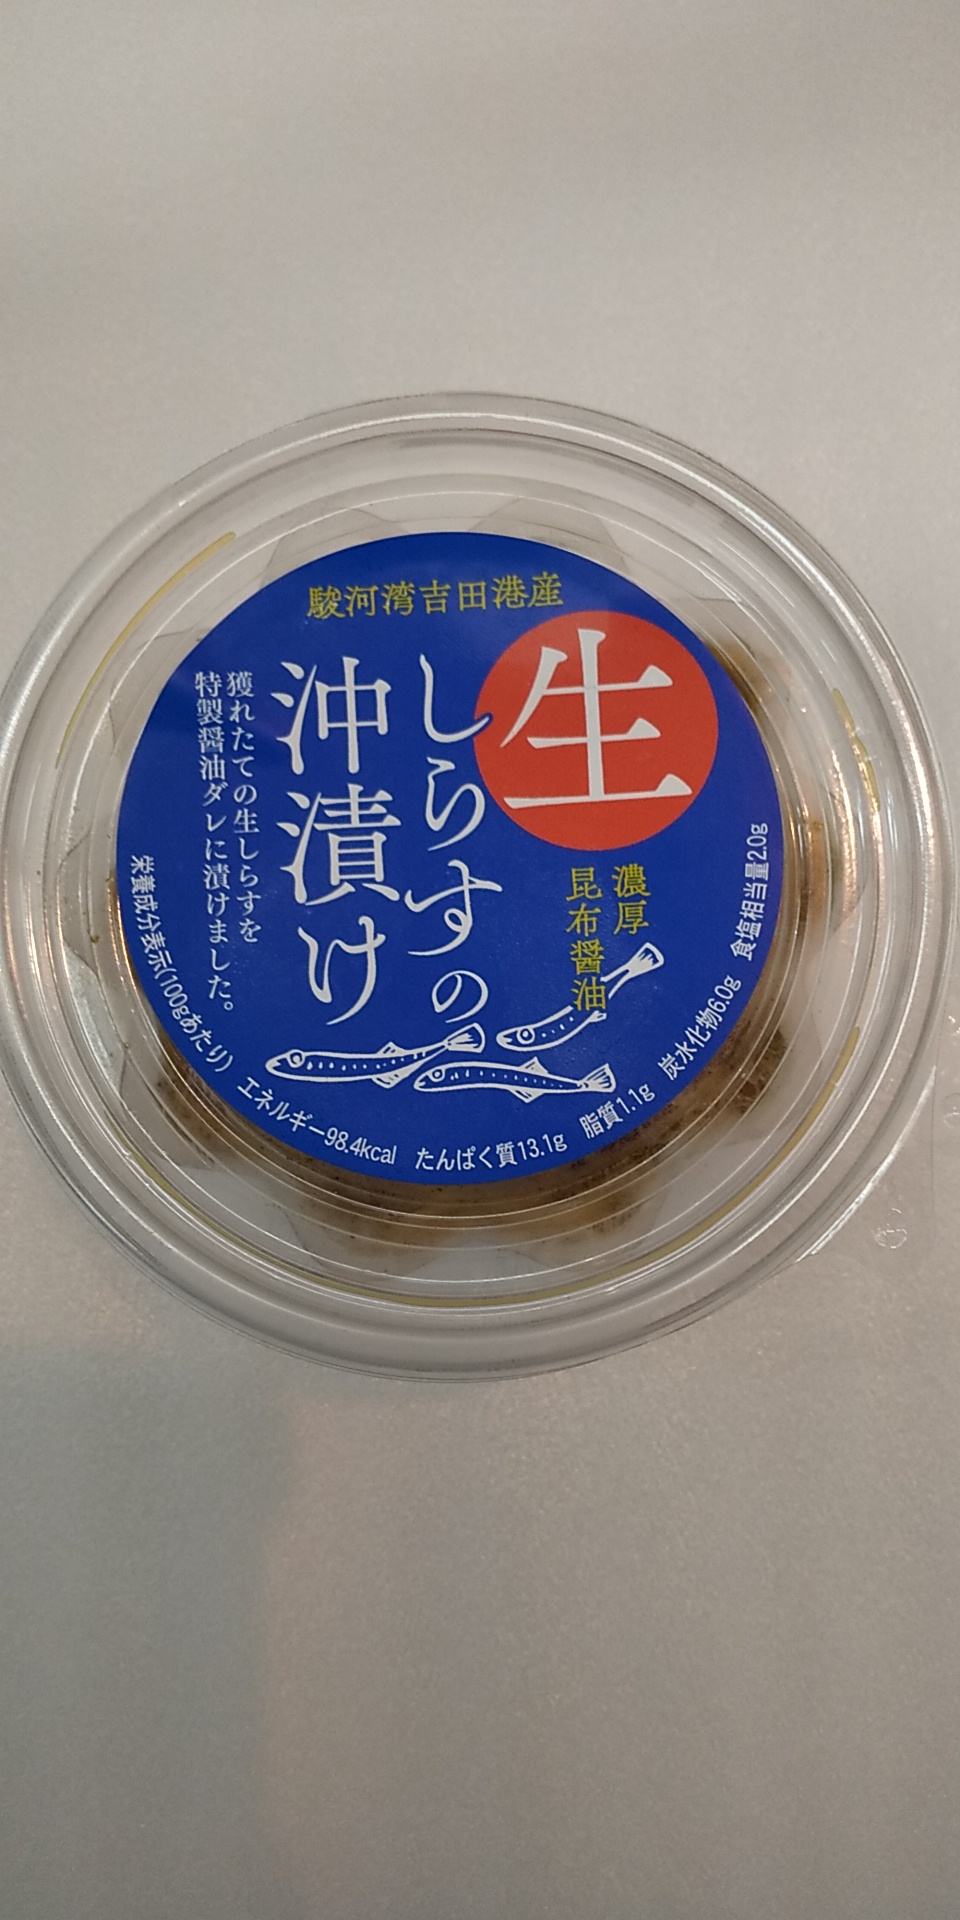 駿河湾吉田港産
生
しらすの
沖漬け
濃厚
昆布醤油
獲れたての生しらすを
特製醤油ダレに漬けました。
栄養成分表示(100gあたり) エネルギー98.4kcal たんぱく質13.1g 脂質1.1g 炭水化物6.0g 食塩相当量2.0g